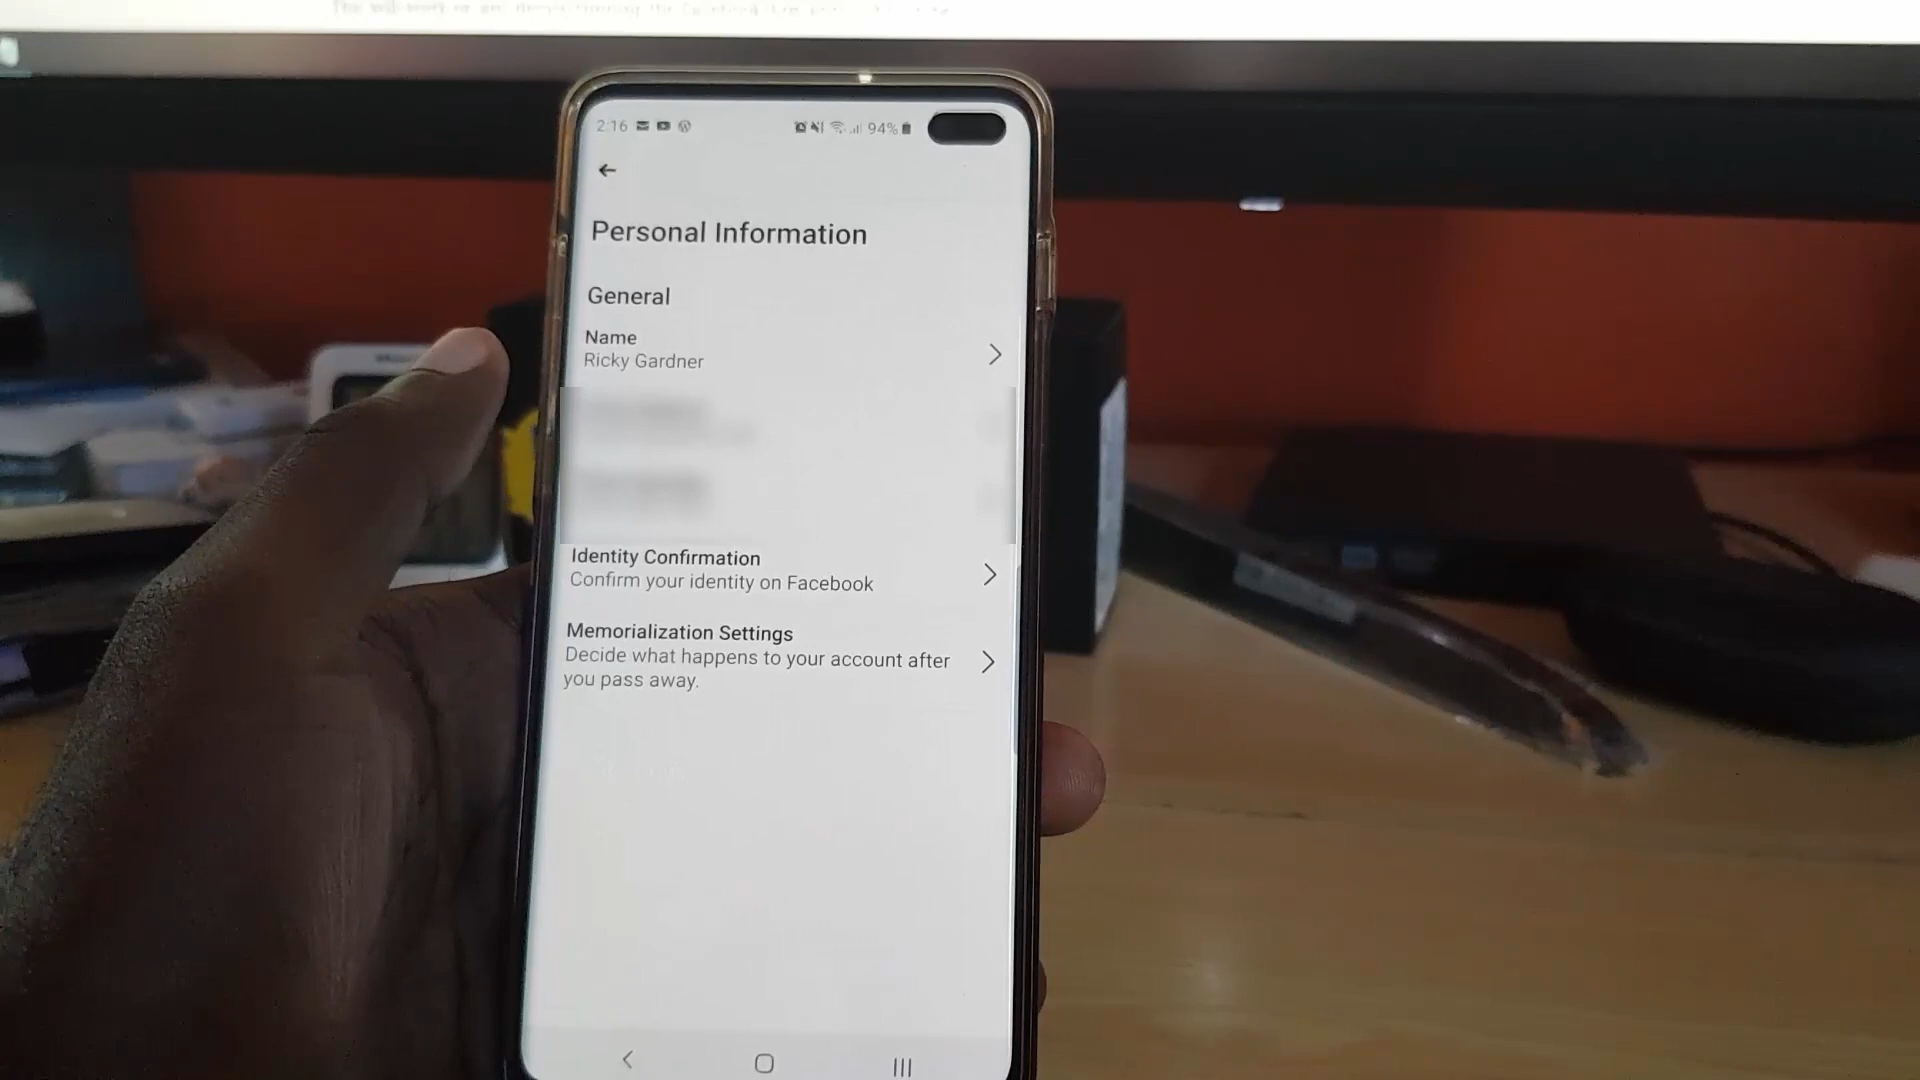 2:16 94%
Personal Information
General
Name
Ricky Gardner
Identity Confirmation
Confirm your identity on Facebook
Memorialization Settings
Decide what happens to your account after
you pass away.